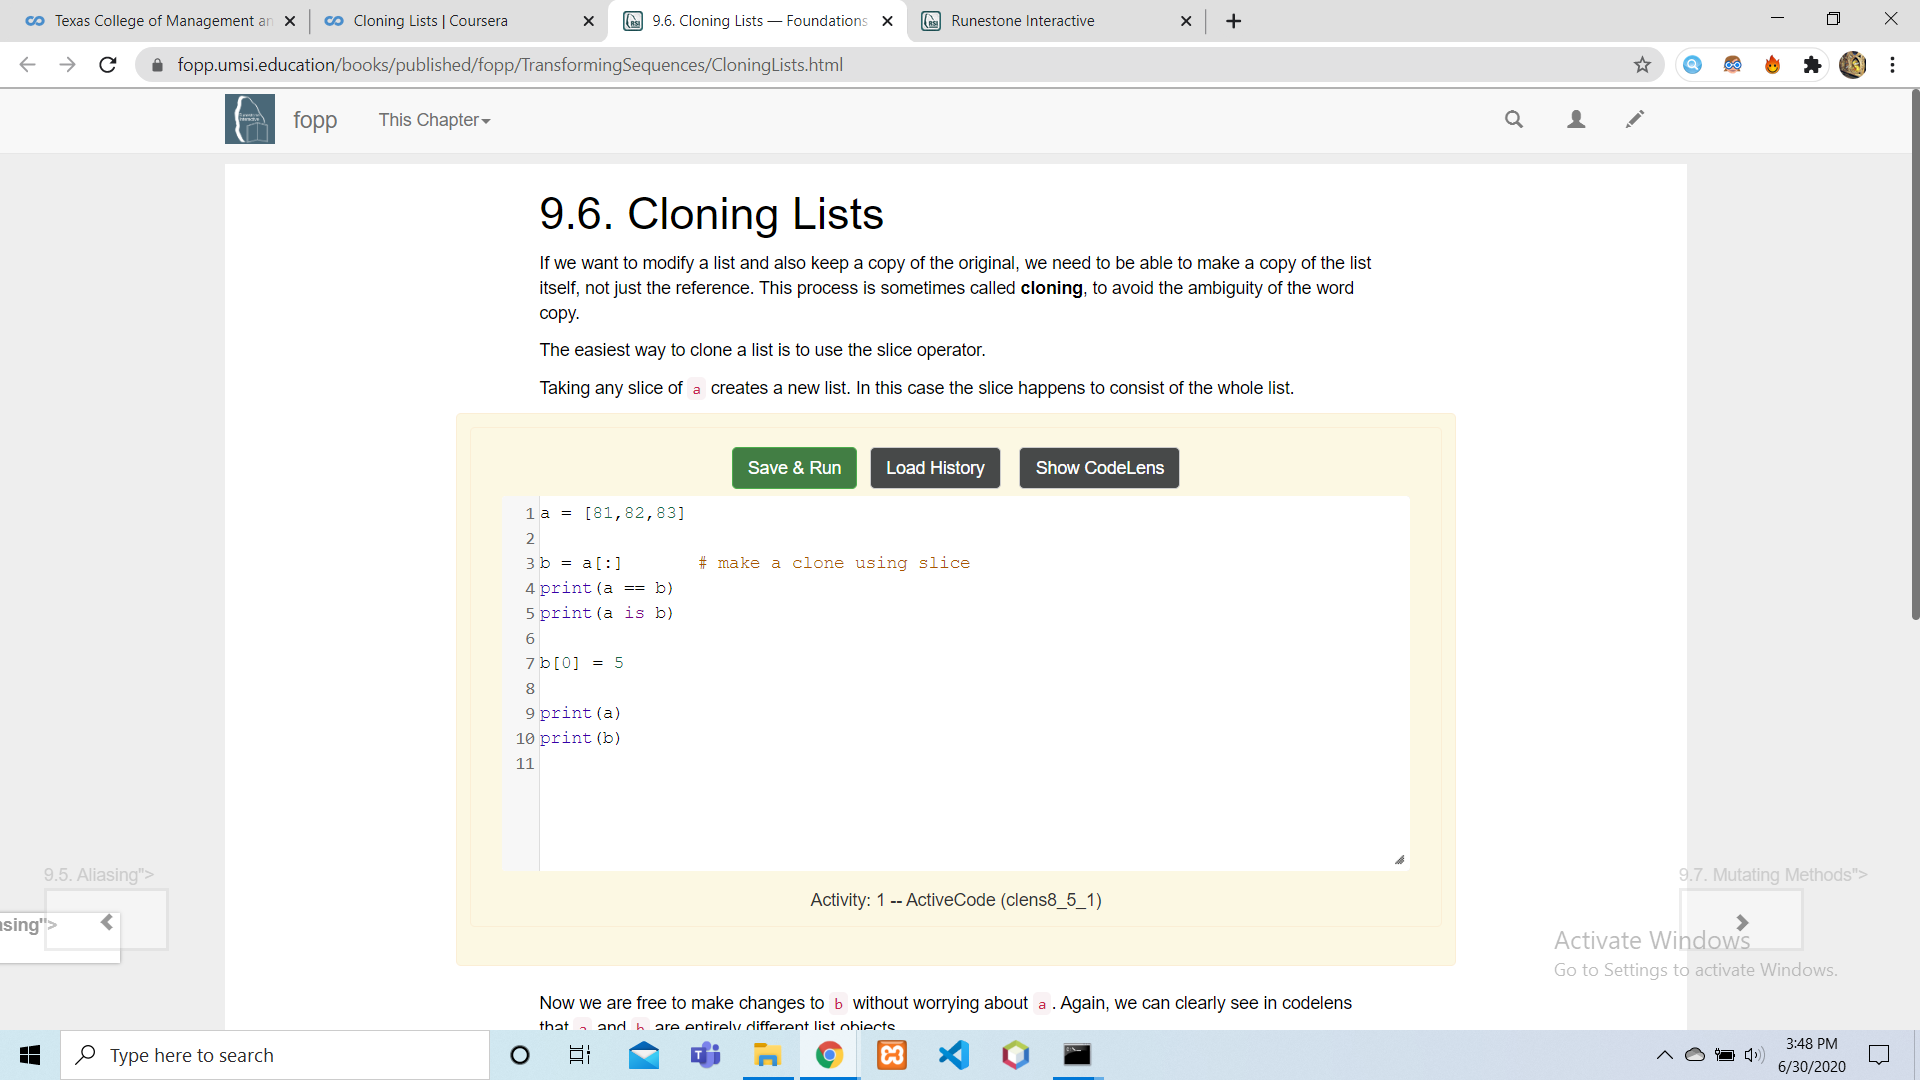 Texas College of Management an
Cloning Lists | Coursera
9.6. Cloning Lists — Foundations
Runestone Interactive
fopp.umsi.education/books/published/fopp/TransformingSequences/CloningLists.html
fopp
This Chapter
9.6. Cloning Lists
If we want to modify a list and also keep a copy of the original, we need to be able to make a copy of the list
itself, not just the reference. This process is sometimes called cloning, to avoid the ambiguity of the word
copy.
The easiest way to clone a list is to use the slice operator.
Taking any slice of a creates a new list. In this case the slice happens to consist of the whole list.
Save & Run
Load History
Show CodeLens
1 a = [81,82,83]
2
3 b = a[:] # make a clone using slice
4 print(a == b)
5 print(a is b)
6
7 b[0] = 5
8
9 print(a)
10 print(b)
11
Activity: 1 -- ActiveCode (clens8_5_1)
9.5. Aliasing">
asing">
9.7. Mutating Methods">
Activate Windows
Go to Settings to activate Windows.
Now we are free to make changes to b without worrying about a . Again, we can clearly see in codelens
that a and b are entirely different list objects.
Type here to search
3:48 PM
6/30/2020